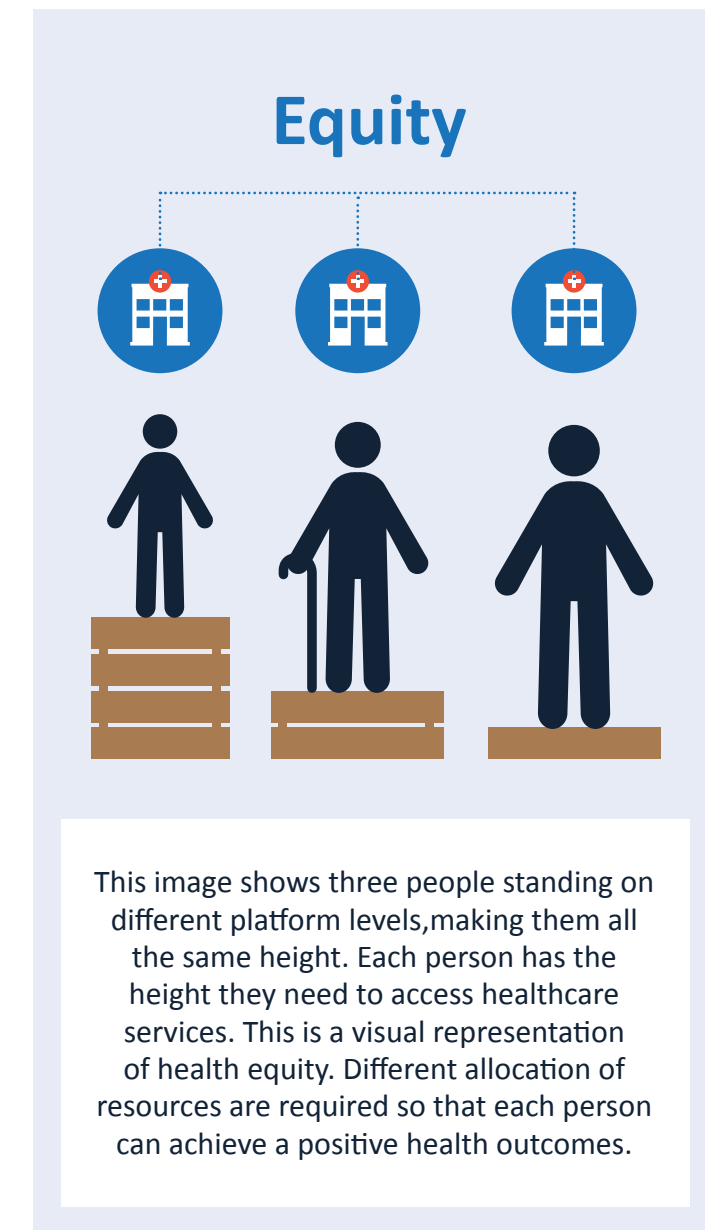 Equity
This image shows three people standing on
different platform levels,making them all
the same height. Each person has the
height they need to access healthcare
services. This is a visual representation
of health equity. Different allocation of
resources are required so that each person
can achieve a positive health outcomes.